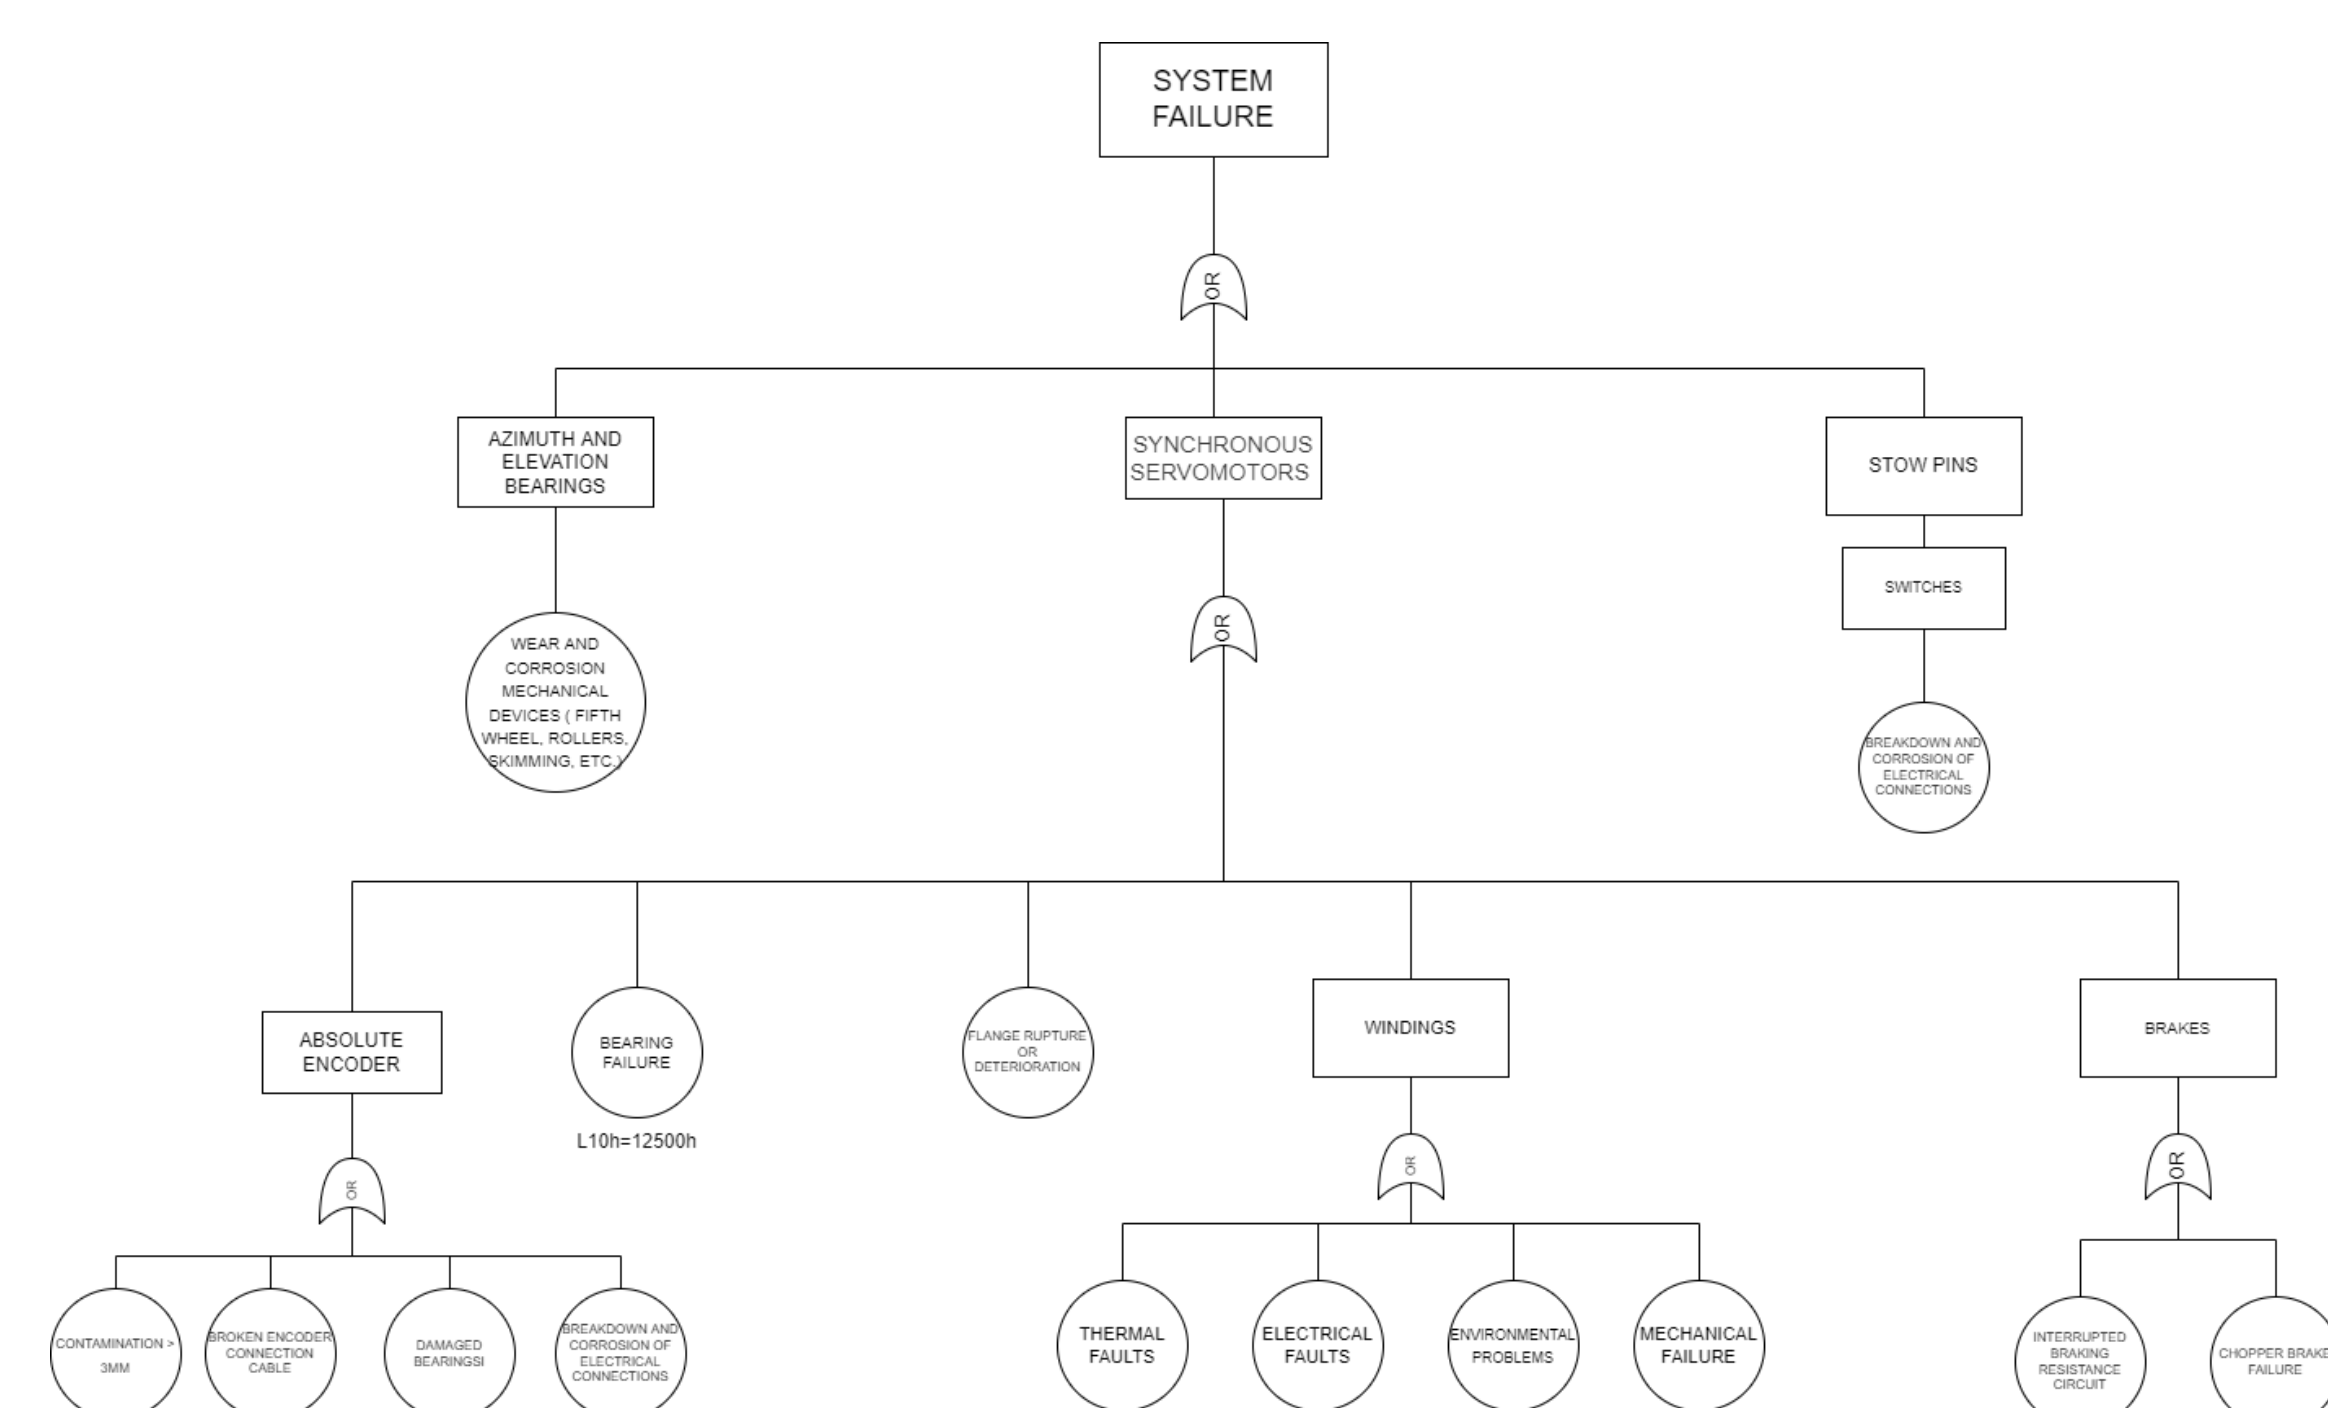 SYSTEM
FAILURE
OR
AZIMUTH AND
ELEVATION
BEARINGS
SYNCHRONOUS
SERVOMOTORS
STOW PINS
SWITCHES
OR
WEAR AND
CORROSION
MECHANICAL
DEVICES ( FIFTH
WHEEL, ROLLERS,
SKIMMING, ETC.)
BREAKDOWN AND
CORROSION OF
ELECTRICAL
CONNECTIONS
ABSOLUTE
ENCODER
BEARING
FAILURE
L10h=12500h
FLANGE RUPTURE
OR
DETERIORATION
WINDINGS
BRAKES
OR
OR
OR
CONTAMINATION >
3MM
BROKEN ENCODER
CONNECTION
CABLE
DAMAGED
BEARINGSI
BREAKDOWN AND
CORROSION OF
ELECTRICAL
CONNECTIONS
THERMAL
FAULTS
ELECTRICAL
FAULTS
ENVIRONMENTAL
PROBLEMS
MECHANICAL
FAILURE
INTERRUPTED
BRAKING
RESISTANCE
CIRCUIT
CHOPPER BRAKE
FAILURE